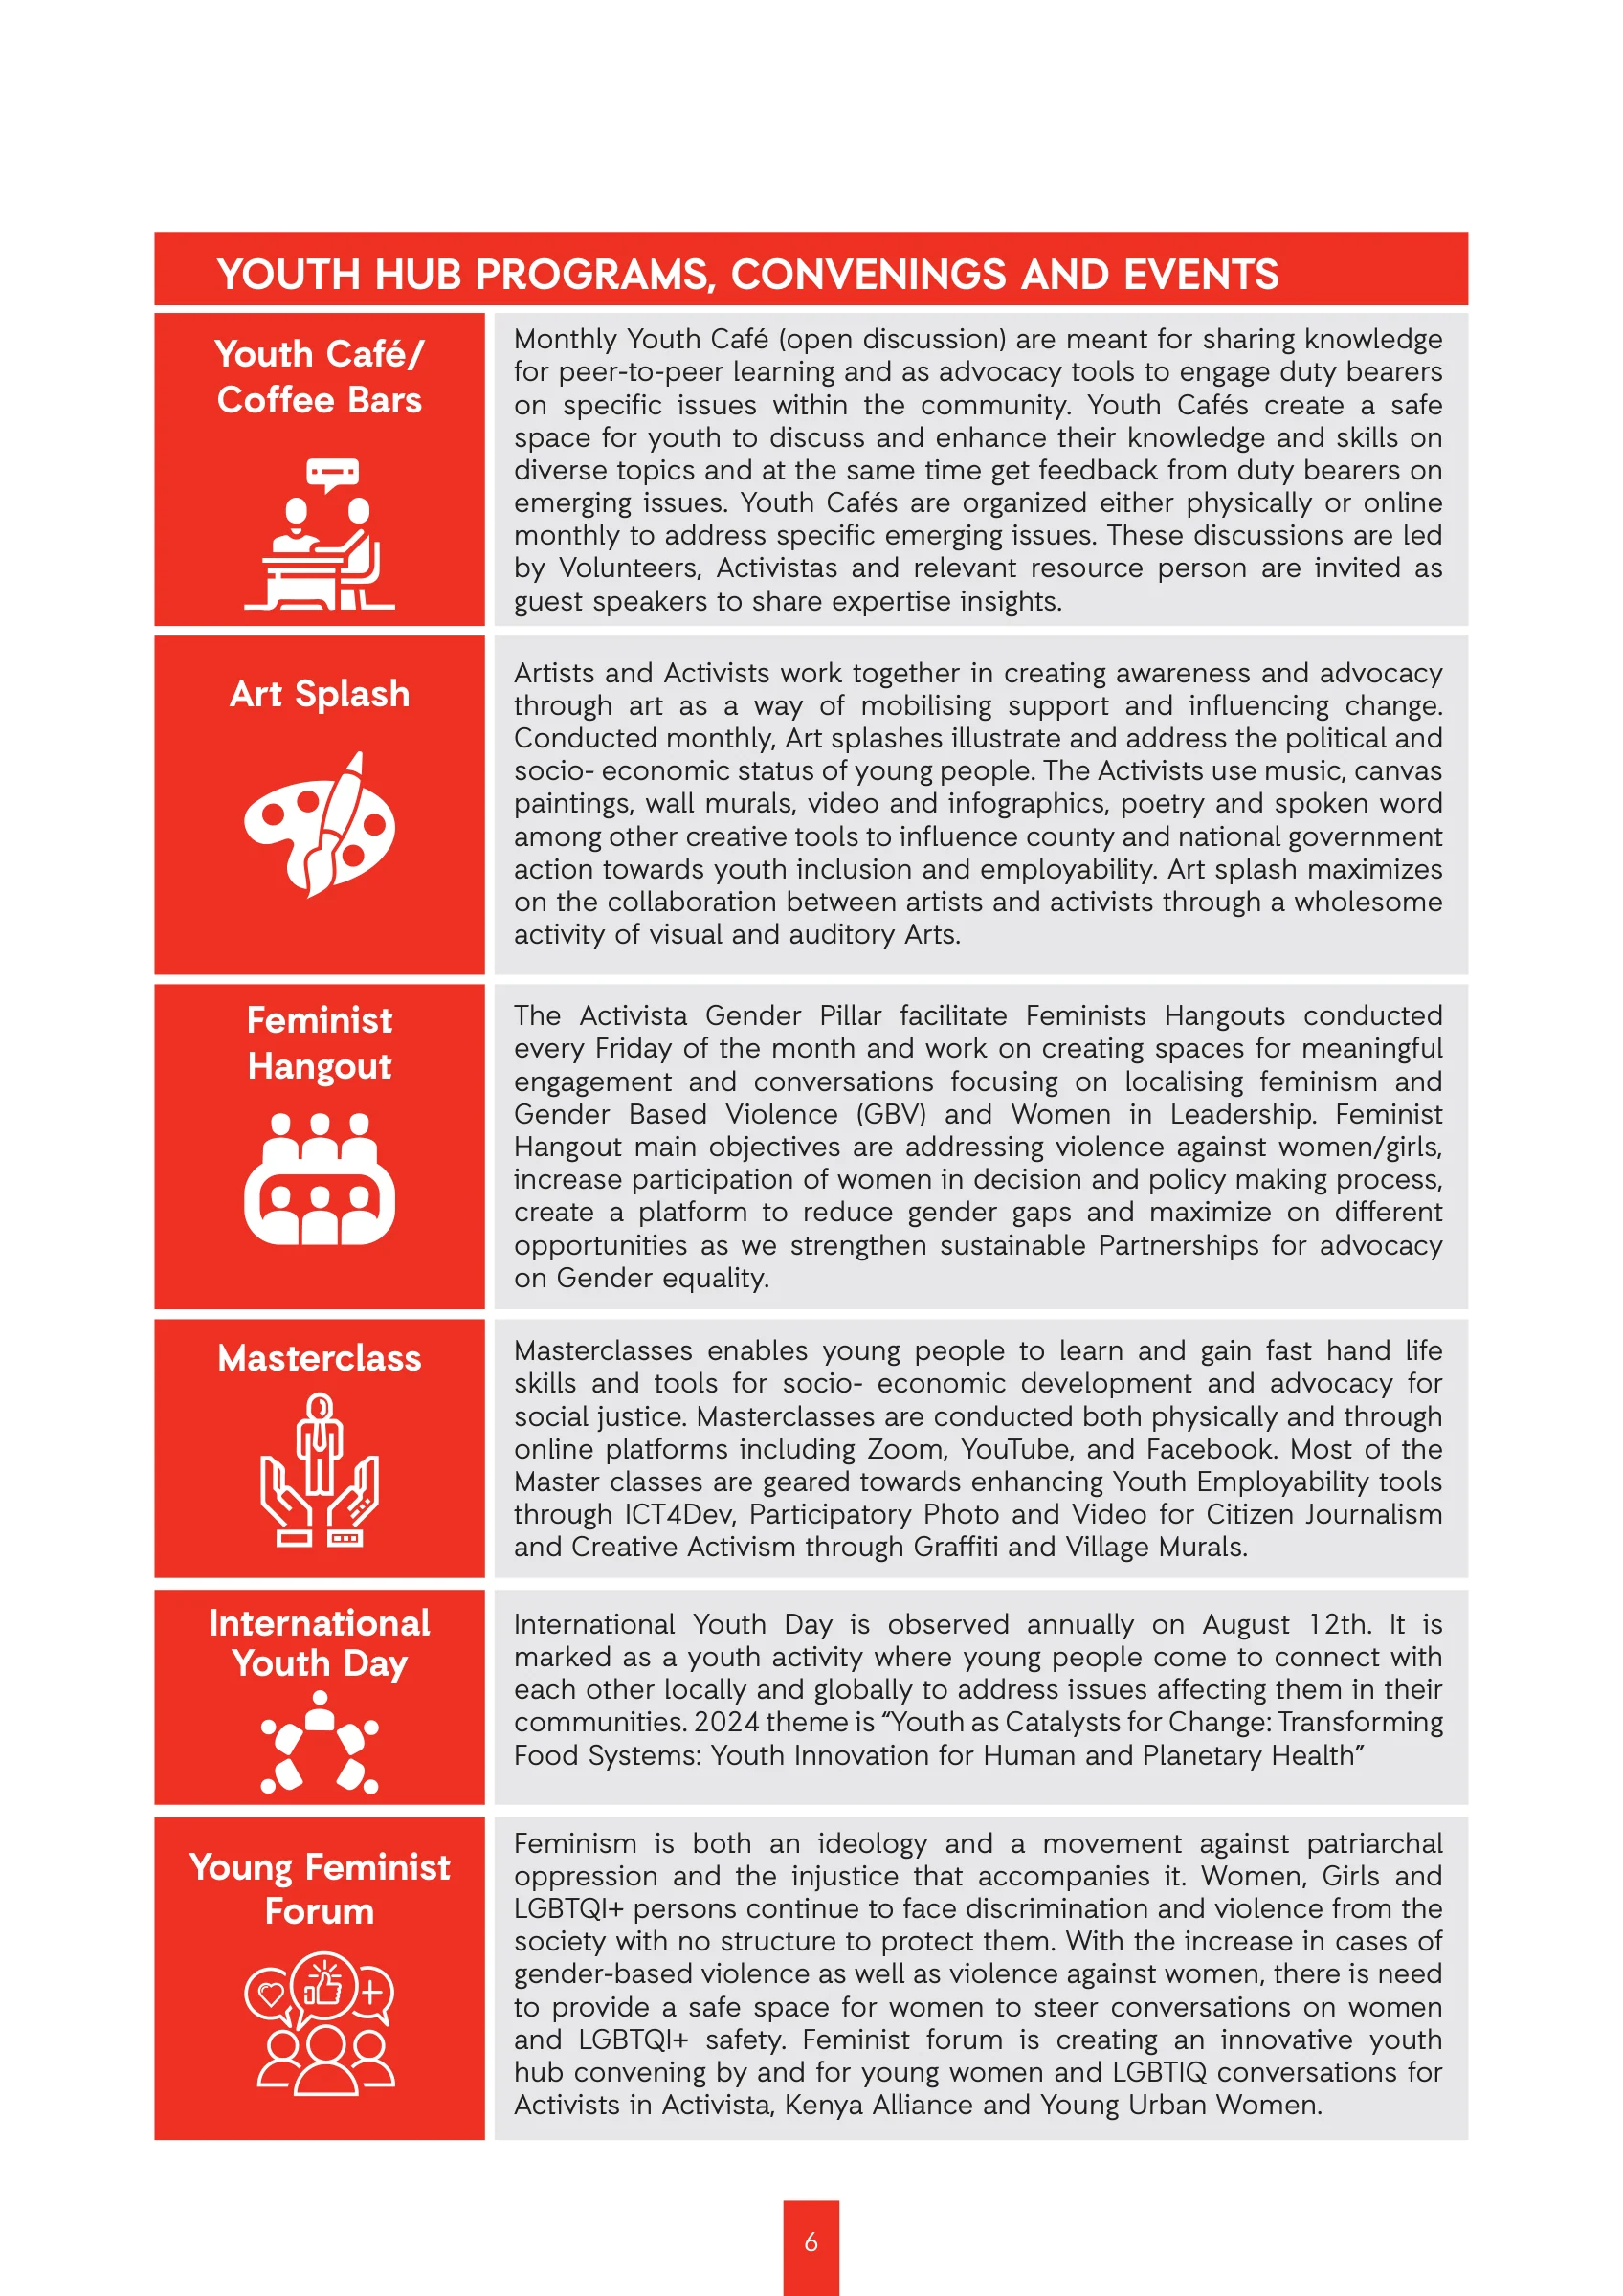 YOUTH HUB PROGRAMS, CONVENINGS AND EVENTS
Youth Café/
Coffee Bars
Monthly Youth Café (open discussion) are meant for sharing knowledge
for peer-to-peer learning and as advocacy tools to engage duty bearers
on specific issues within the community. Youth Cafés create a safe
space for youth to discuss and enhance their knowledge and skills on
diverse topics and at the same time get feedback from duty bearers on
emerging issues. Youth Cafés are organized either physically or online
monthly to address specific emerging issues. These discussions are led
by Volunteers, Activistas and relevant resource person are invited as
guest speakers to share expertise insights.
Art Splash
Artists and Activists work together in creating awareness and advocacy
through art as a way of mobilising support and influencing change.
Conducted monthly, Art splashes illustrate and address the political and
socio- economic status of young people. The Activists use music, canvas
paintings, wall murals, video and infographics, poetry and spoken word
among other creative tools to influence county and national government
action towards youth inclusion and employability. Art splash maximizes
on the collaboration between artists and activists through a wholesome
activity of visual and auditory Arts.
Feminist
Hangout
The Activista Gender Pillar facilitate Feminists Hangouts conducted
every Friday of the month and work on creating spaces for meaningful
engagement and conversations focusing on localising feminism and
Gender Based Violence (GBV) and Women in Leadership. Feminist
Hangout main objectives are addressing violence against women/girls,
increase participation of women in decision and policy making process,
create a platform to reduce gender gaps and maximize on different
opportunities as we strengthen sustainable Partnerships for advocacy
on Gender equality.
Masterclass
Masterclasses enables young people to learn and gain fast hand life
skills and tools for socio- economic development and advocacy for
social justice. Masterclasses are conducted both physically and through
online platforms including Zoom, YouTube, and Facebook. Most of the
Master classes are geared towards enhancing Youth Employability tools
through ICT4Dev, Participatory Photo and Video for Citizen Journalism
and Creative Activism through Graffiti and Village Murals.
International
Youth Day
International Youth Day is observed annually on August 12th. It is
marked as a youth activity where young people come to connect with
each other locally and globally to address issues affecting them in their
communities. 2024 theme is “Youth as Catalysts for Change: Transforming
Food Systems: Youth Innovation for Human and Planetary Health”
Young Feminist
Forum
Feminism is both an ideology and a movement against patriarchal
oppression and the injustice that accompanies it. Women, Girls and
LGBTQI+ persons continue to face discrimination and violence from the
society with no structure to protect them. With the increase in cases of
gender-based violence as well as violence against women, there is need
to provide a safe space for women to steer conversations on women
and LGBTQI+ safety. Feminist forum is creating an innovative youth
hub convening by and for young women and LGBTIQ conversations for
Activists in Activista, Kenya Alliance and Young Urban Women.
6